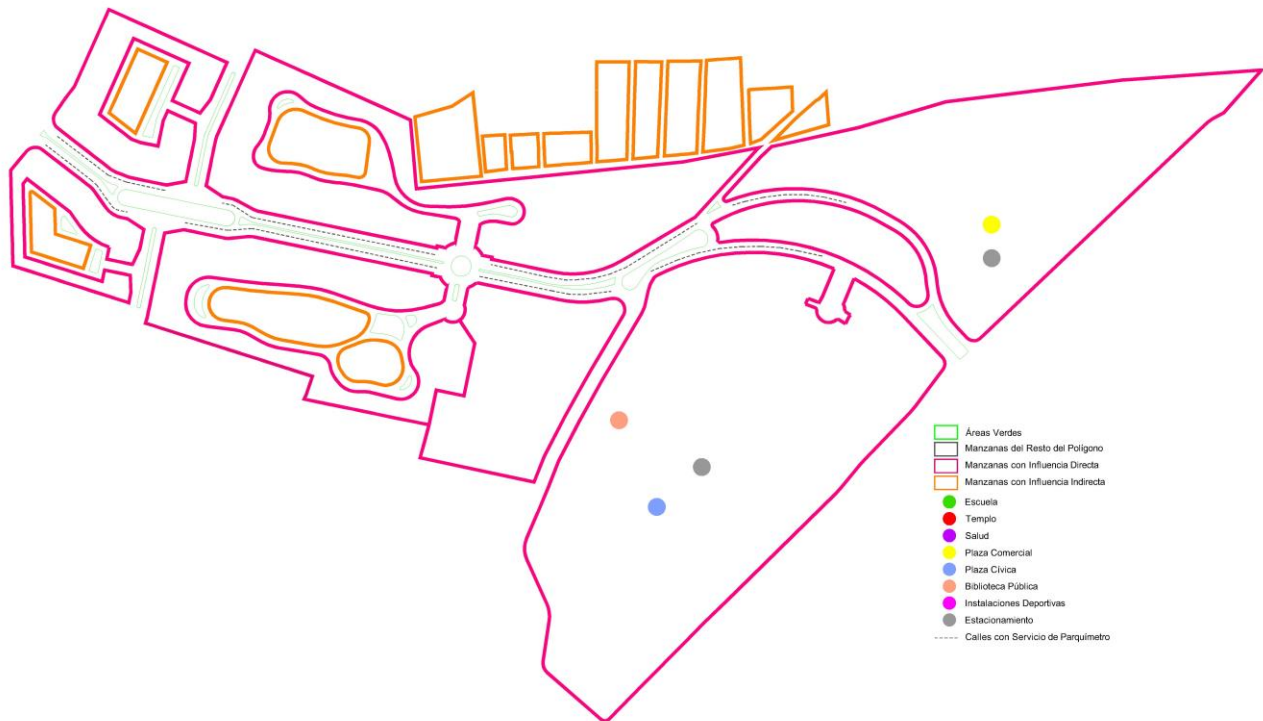 Áreas Verdes
Manzanas del Resto del Polígono
Manzanas con Influencia Directa
Manzanas con Influencia Indirecta
Escuela
Templo
Salud
Plaza Comercial
Plaza Cívica
Biblioteca Pública
Instalaciones Deportivas
Estacionamiento
Calles con Servicio de Parquímetro